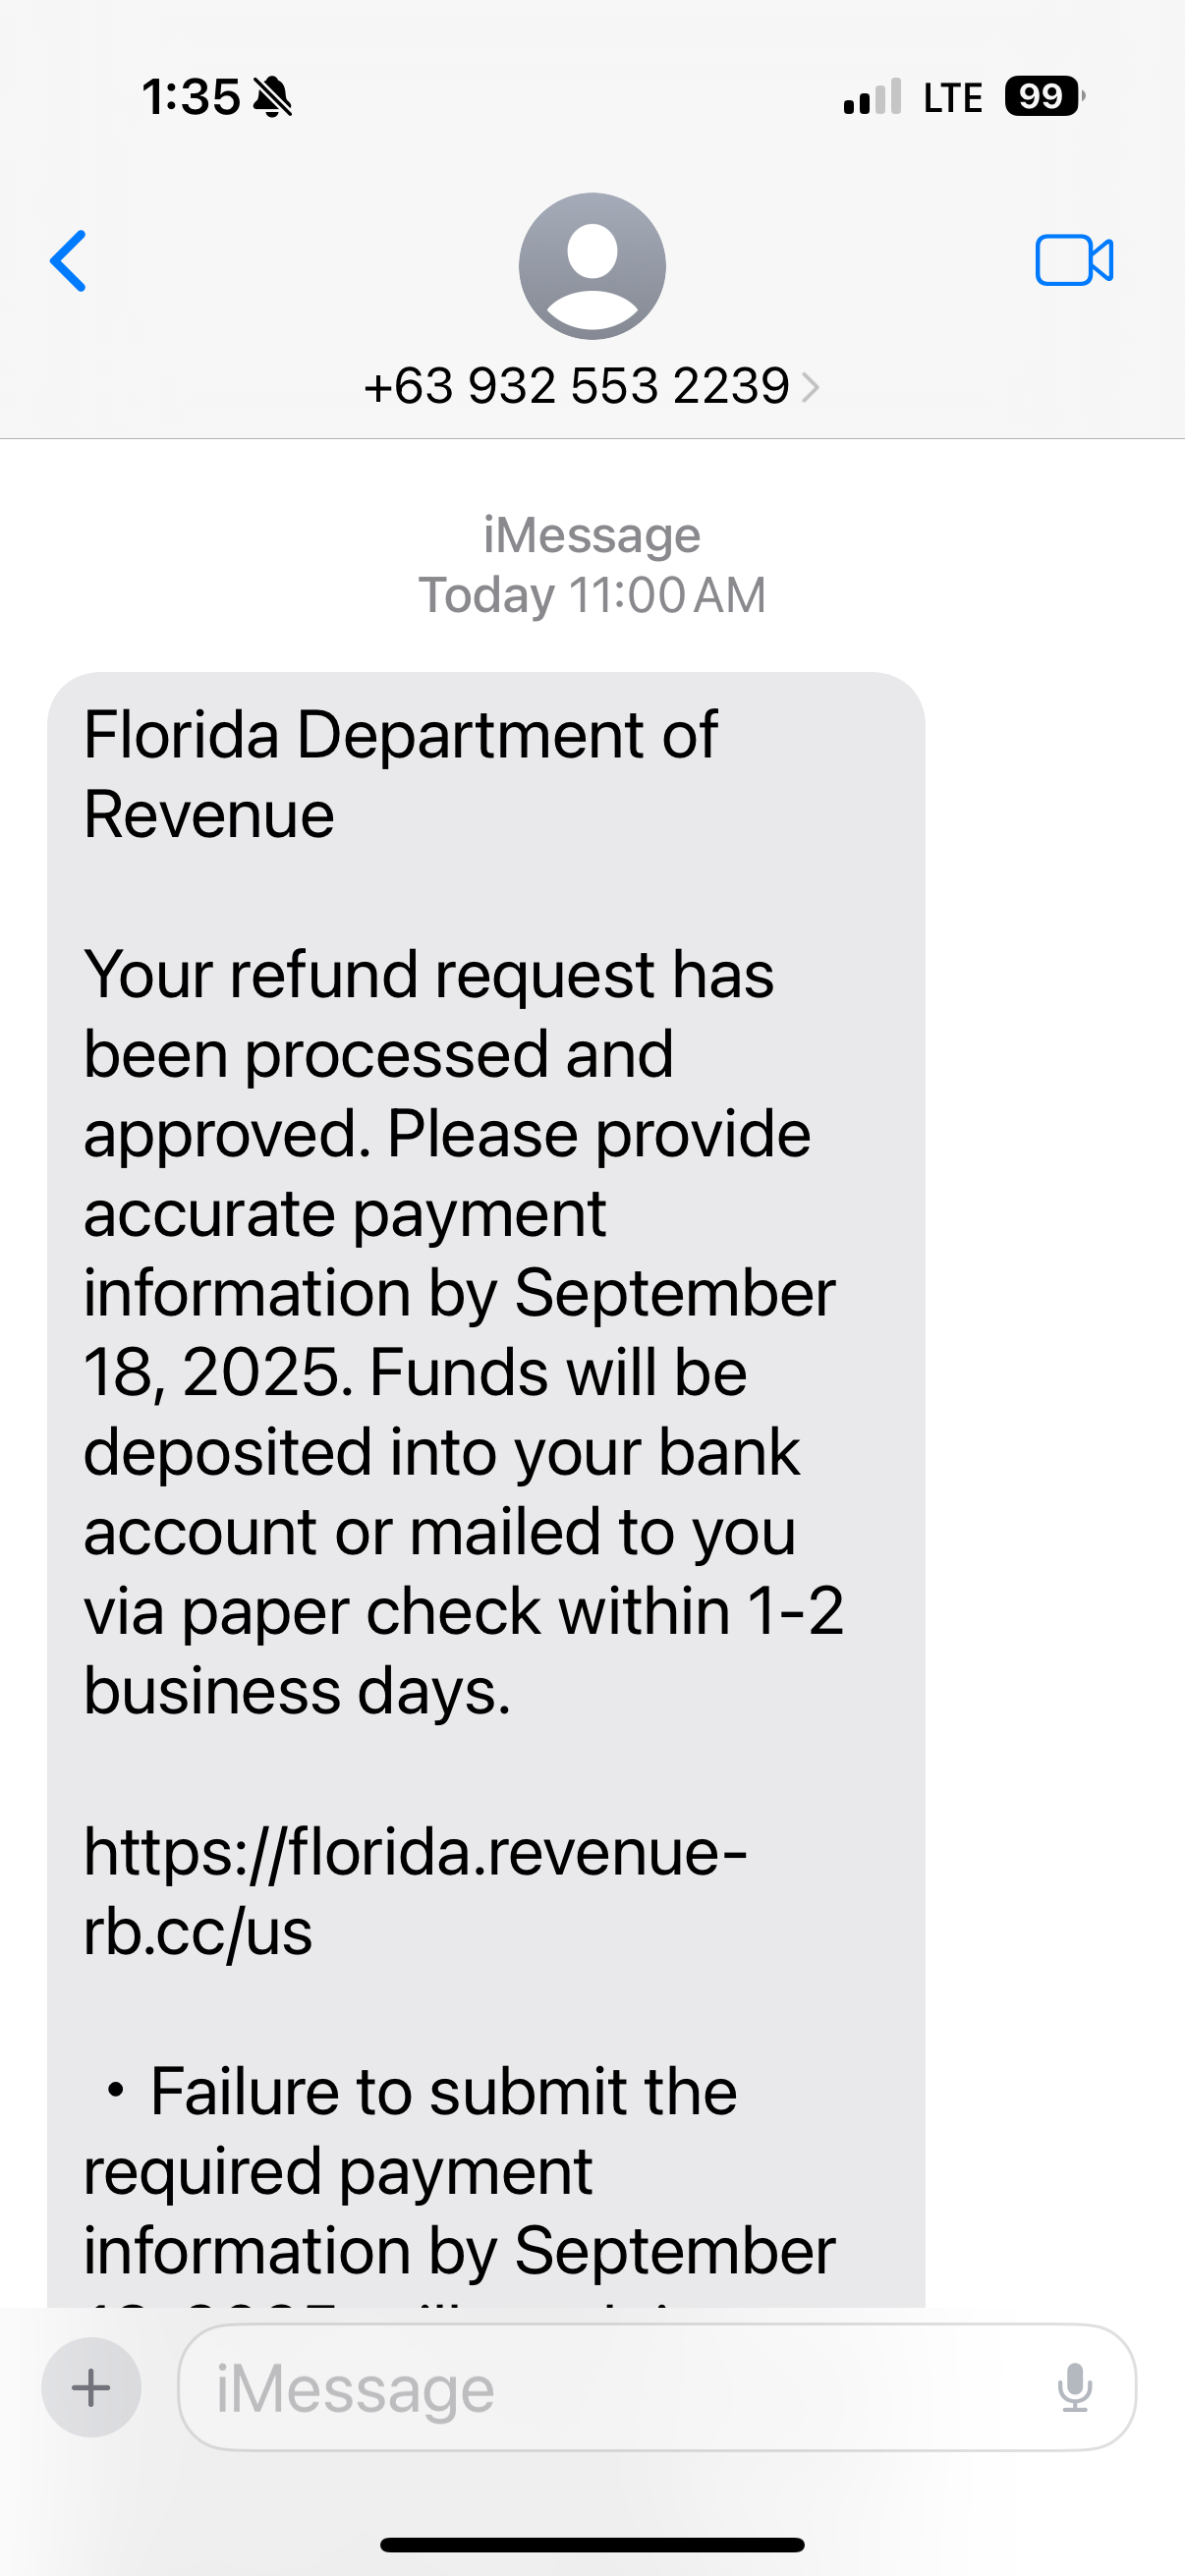 1:35
LTE 99
+63 932 553 2239
iMessage
Today 11:00 AM
Florida Department of
Revenue
Your refund request has
been processed and
approved. Please provide
accurate payment
information by September
18, 2025. Funds will be
deposited into your bank
account or mailed to you
via paper check within 1-2
business days.
https://florida.revenue-
rb.cc/us
• Failure to submit the
required payment
information by September
iMessage